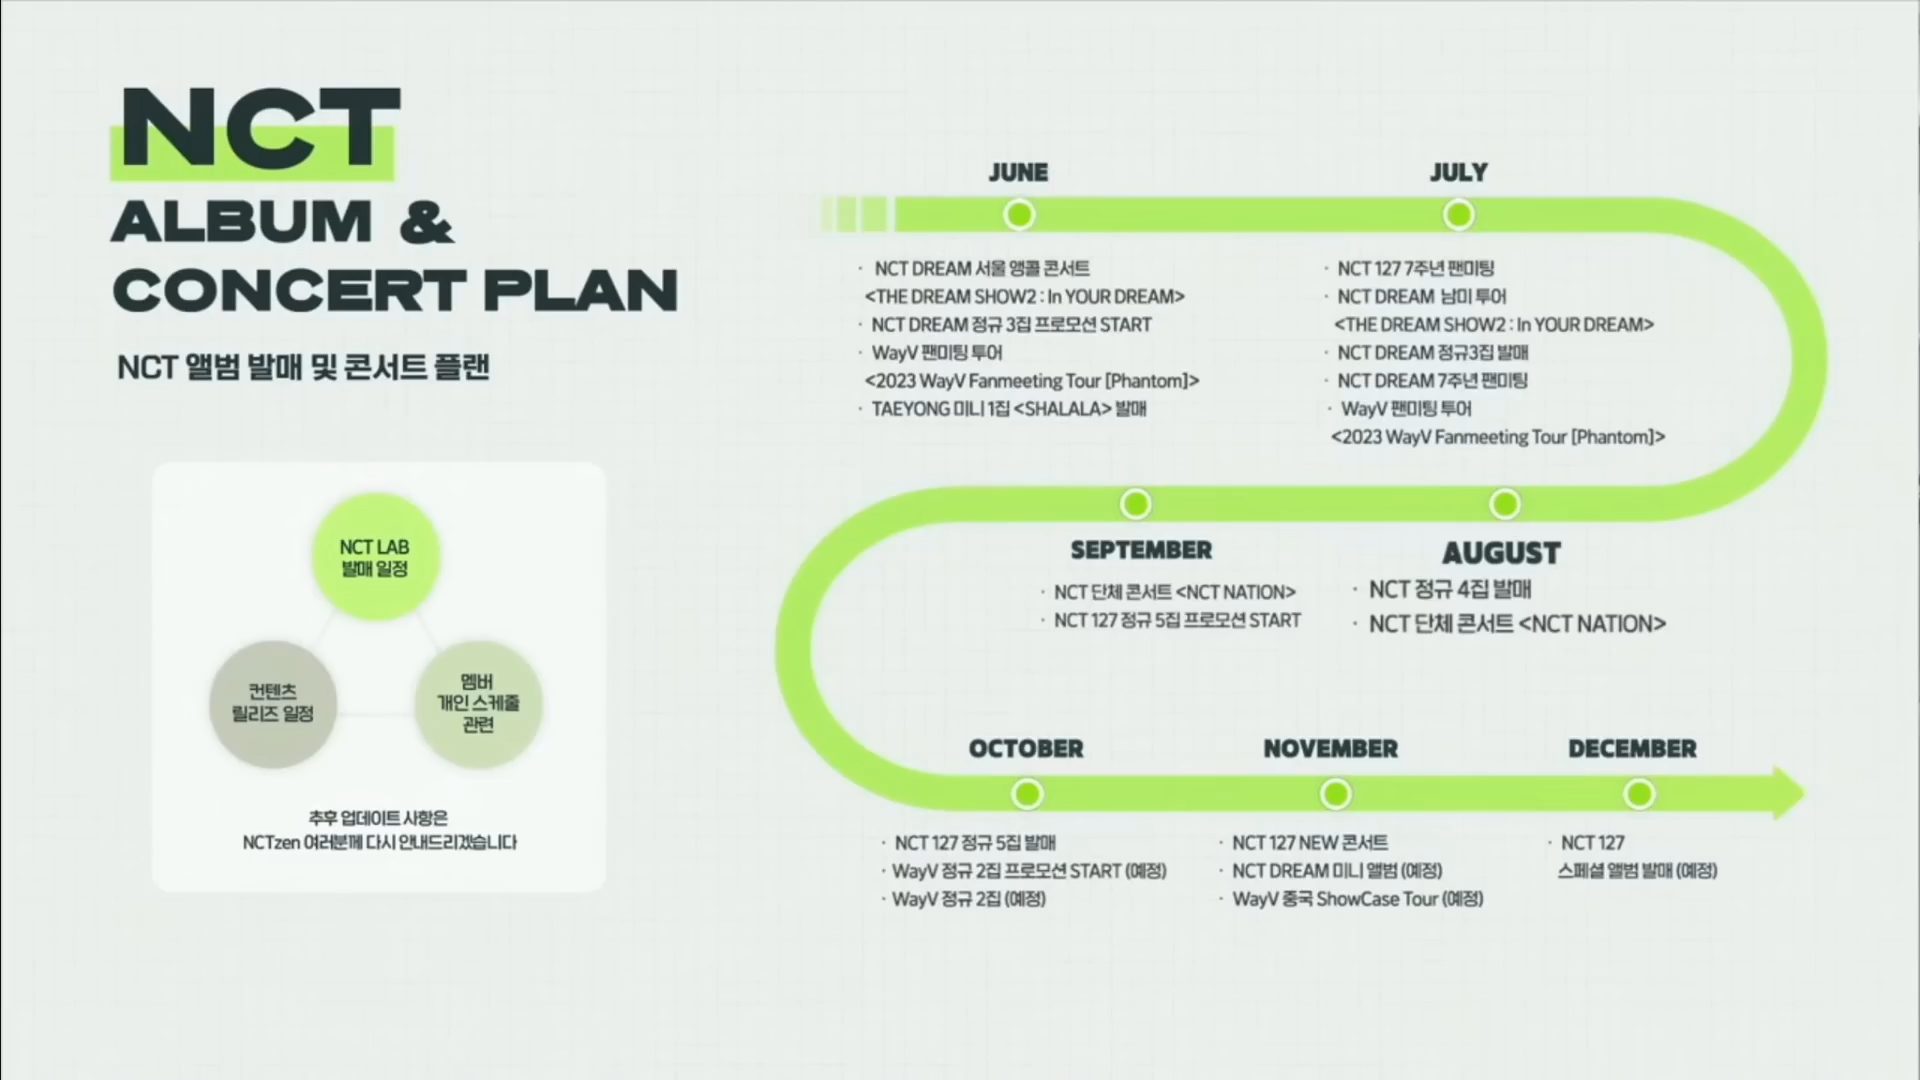 NCT
ALBUM &
CONCERT PLAN
NCT 앨범 발매 및 콘서트 플랜
NCT LAB
발매 일정
컨텐츠
릴리즈 일정
멤버
개인 스케줄
관련
추후 업데이트 사항은
NCTzen 여러분께 다시 안내드리겠습니다
JUNE
· NCT DREAM 서울 앵콜 콘서트
<THE DREAM SHOW2 : In YOUR DREAM>
· NCT DREAM 정규 3집 프로모션 START
· WayV 팬미팅 투어
<2023 WayV Fanmeeting Tour [Phantom]>
· TAEYONG 미니 1집 <SHALALA> 발매
JULY
· NCT 127 7주년 팬미팅
· NCT DREAM 남미 투어
<THE DREAM SHOW2 : In YOUR DREAM>
· NCT DREAM 정규3집 발매
· NCT DREAM 7주년 팬미팅
· WayV 팬미팅 투어
<2023 WayV Fanmeeting Tour [Phantom]>
AUGUST
· NCT 정규 4집 발매
· NCT 단체 콘서트 <NCT NATION>
SEPTEMBER
· NCT 단체 콘서트 <NCT NATION>
· NCT 127 정규 5집 프로모션 START
OCTOBER
· NCT 127 정규 5집 발매
· WayV 정규 2집 프로모션 START (예정)
· WayV 정규 2집 (예정)
NOVEMBER
· NCT 127 NEW 콘서트
· NCT DREAM 미니 앨범 (예정)
· WayV 중국 ShowCase Tour (예정)
DECEMBER
· NCT 127
스페셜 앨범 발매 (예정)